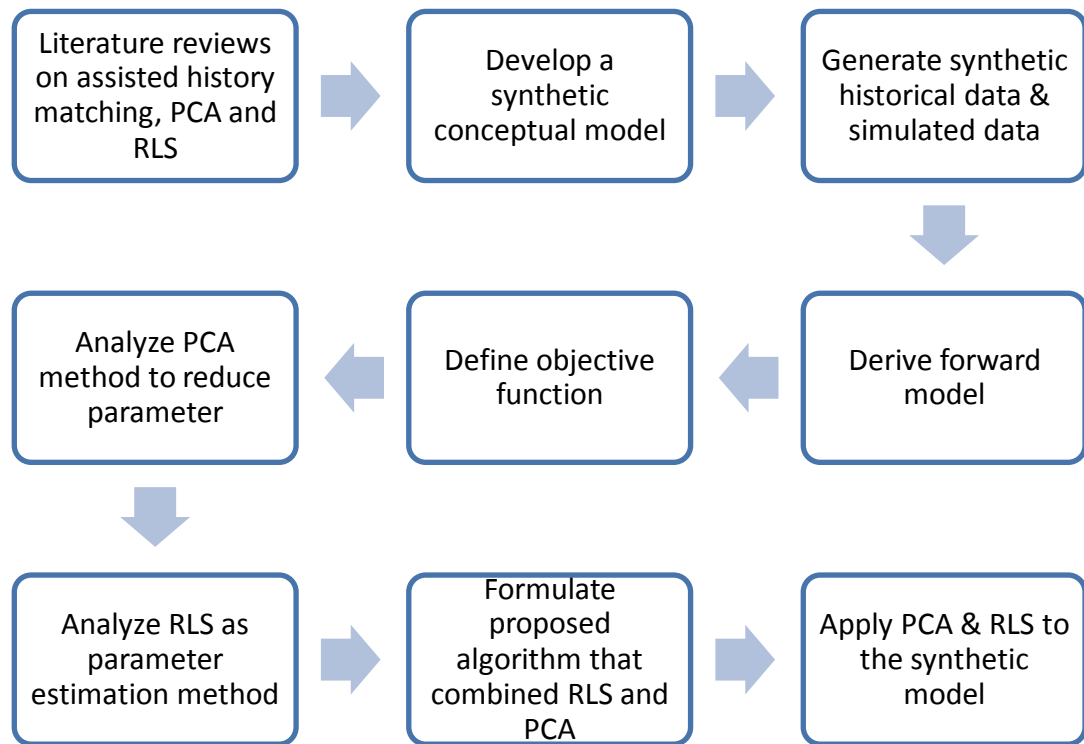 Literature reviews
on assisted history
matching, PCA and
RLS
Develop a
synthetic
conceptual model
Generate synthetic
historical data &
simulated data
Derive forward
model
Define objective
function
Analyze PCA
method to reduce
parameter
Analyze RLS as
parameter
estimation method
Formulate
proposed
algorithm that
combined RLS and
PCA
Apply PCA & RLS to
the synthetic
model